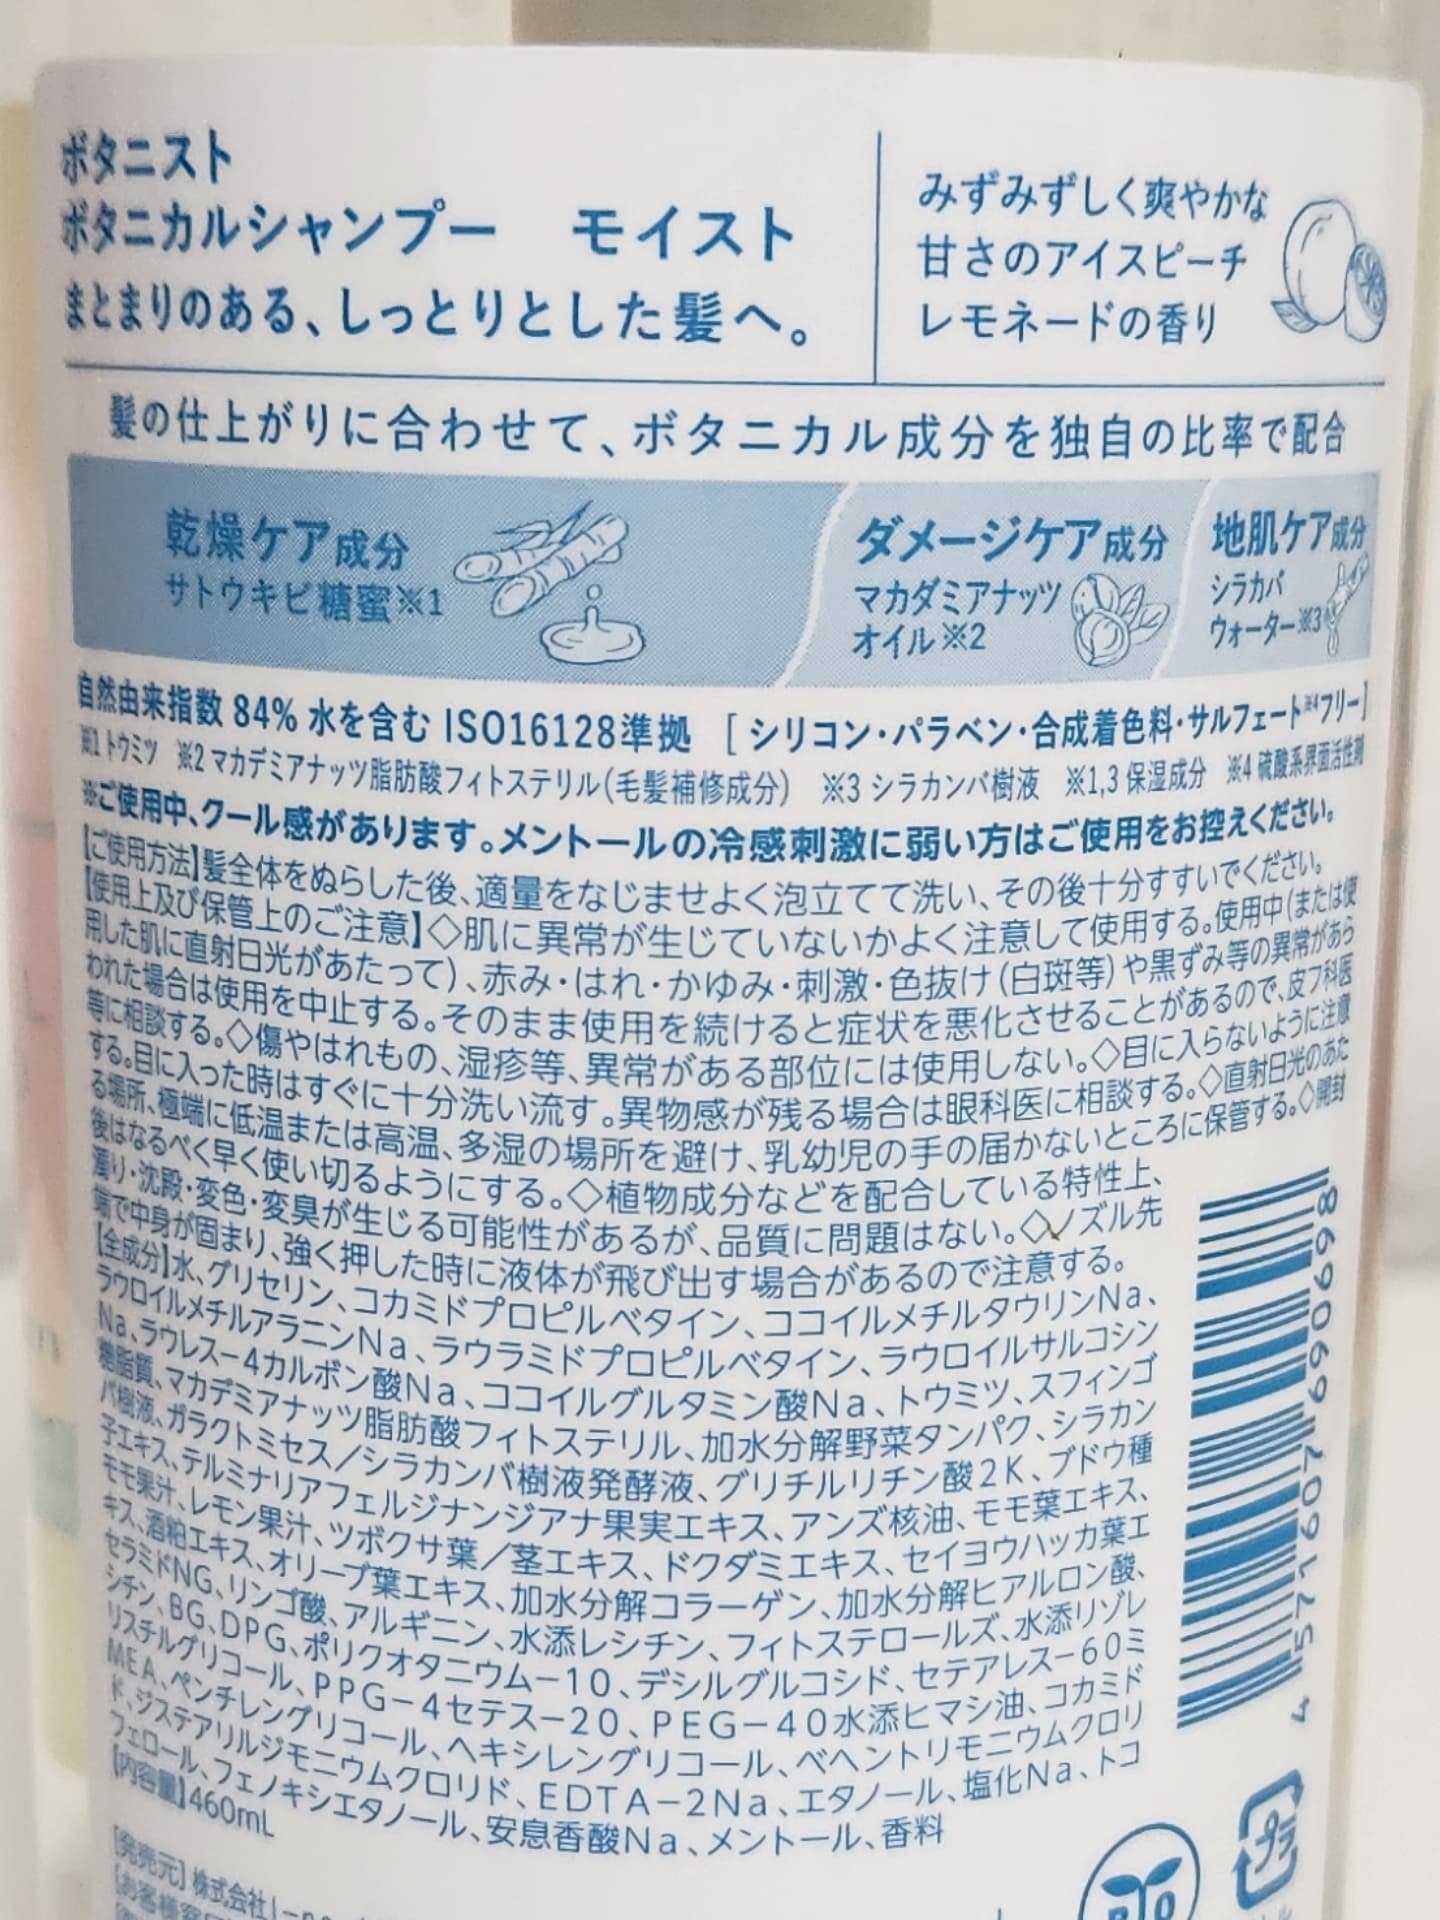 ボタニスト
ボタニカルシャンプー　モイスト
まとまりのある、しっとりとした髪へ。
みずみずしく爽やかな
甘さのアイスピーチ
レモネードの香り
髪の仕上がりに合わせて、ボタニカル成分を独自の比率で配合
乾燥ケア成分
サトウキビ糖蜜※1
ダメージケア成分
マカダミアナッツ
オイル※2
地肌ケア成分
シラカバ
ウォーター※3
自然由来指数 84% 水を含む ISO16128準拠 [シリコン・パラベン・合成着色料・サルフェート※4フリー]
※1 トウミツ ※2 マカデミアナッツ脂肪酸フィトステリル(毛髪補修成分) ※3 シラカンバ樹液 ※1,3 保湿成分 ※4 硫酸系界面活性剤
※ご使用中、クール感があります。メントールの冷感刺激に弱い方はご使用をお控えください。
【ご使用方法】髪全体をぬらした後、適量をなじませよく泡立てて洗い、その後十分すすいでください。
【使用上及び保管上のご注意】◇肌に異常が生じていないかよく注意して使用する。使用中(または使
用した肌に直射日光があたって)、赤み・はれ・かゆみ・刺激・色抜け(白斑等)や黒ずみ等の異常があら
われた場合は使用を中止する。そのまま使用を続けると症状を悪化させることがあるので、皮フ科医
等に相談する。◇傷やはれもの、湿疹等、異常がある部位には使用しない。◇目に入らないように注意
する。目に入った時はすぐに十分洗い流す。異物感が残る場合は眼科医に相談する。◇直射日光のあた
る場所、極端に低温または高温、多湿の場所を避け、乳幼児の手の届かないところに保管する。◇開封
後はなるべく早く使い切るようにする。◇植物成分などを配合している特性上、
濁り・沈殿・変色・変臭が生じる可能性があるが、品質に問題はない。◇ノズル先
端で中身が固まり、強く押した時に液体が飛び出す場合があるので注意する。
【全成分】水、グリセリン、コカミドプロピルベタイン、ココイルメチルタウリンNa、
ラウロイルメチルアラニンNa、ラウラミドプロピルベタイン、ラウロイルサルコシン
Na、ラウレス－4カルボン酸Na、ココイルグルタミン酸Na、トウミツ、スフィンゴ
糖脂質、マカデミアナッツ脂肪酸フィトステリル、加水分解野菜タンパク、シラカン
バ樹液、ガラクトミセス／シラカンバ樹液発酵液、グリチルリチン酸2K、ブドウ種
子エキス、テルミナリアフェルジナンジアナ果実エキス、アンズ核油、モモ葉エキス、
モモ果汁、レモン果汁、ツボクサ葉／茎エキス、ドクダミエキス、セイヨウハッカ葉エ
キス、酒粕エキス、オリーブ葉エキス、加水分解コラーゲン、加水分解ヒアルロン酸、
セラミドNG、リンゴ酸、アルギニン、水添レシチン、フィトステロールズ、水添リゾレ
シチン、BG、DPG、ポリクオタニウム－10、デシルグルコシド、セテアレス－60ミ
リスチルグリコール、PPG－4セテス－20、PEG－40水添ヒマシ油、コカミド
MEA、ペンチレングリコール、ヘキシレングリコール、ベヘントリモニウムクロリ
ド、ジステアリルジモニウムクロリド、EDTA－2Na、エタノール、塩化Na、トコ
フェロール、フェノキシエタノール、安息香酸Na、メントール、香料
【内容量】460mL
【発売元】株式会社I-ne
4 571609 690698
プラ